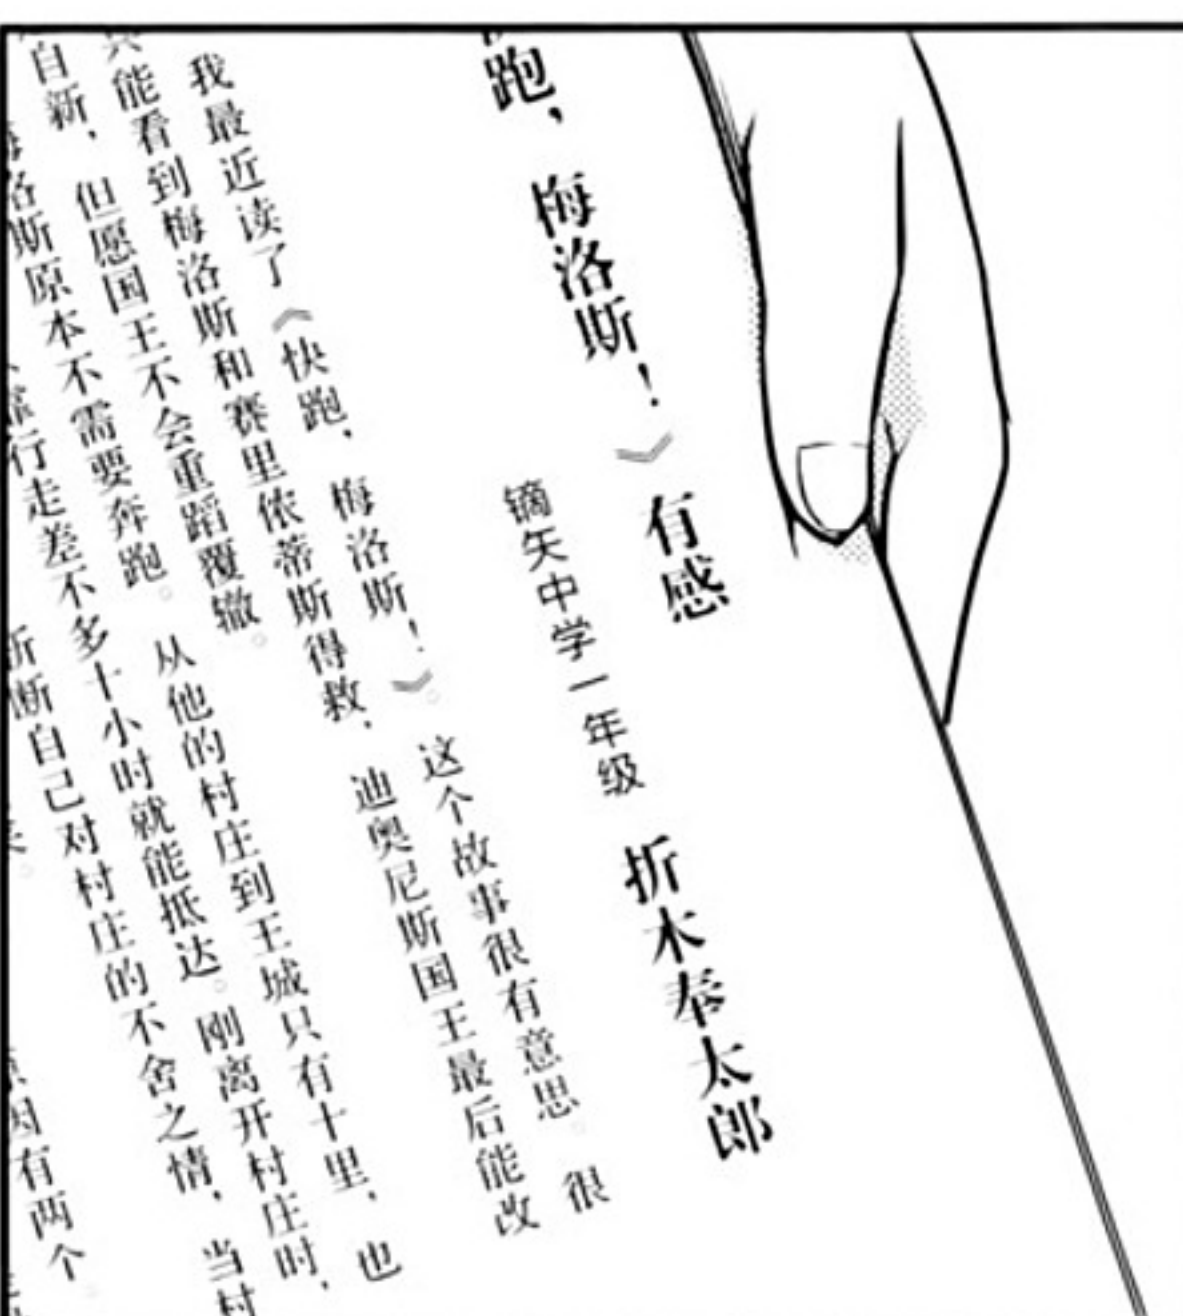 跑，梅洛斯！》有感
镝矢中学一年级 折木奉太郎
我最近读了《快跑，梅洛斯！》。这个故事很有意思。很
兴能看到梅洛斯和赛里侬蒂斯得救，迪奥尼斯国王最后能改
自新，但愿国王不会重蹈覆辙。
梅洛斯原本不需要奔跑。从他的村庄到王城只有十里，也
靠行走差不多十小时就能抵达。刚离开村庄时，
斩断自己对村庄的不舍之情，当村
原因有两个。